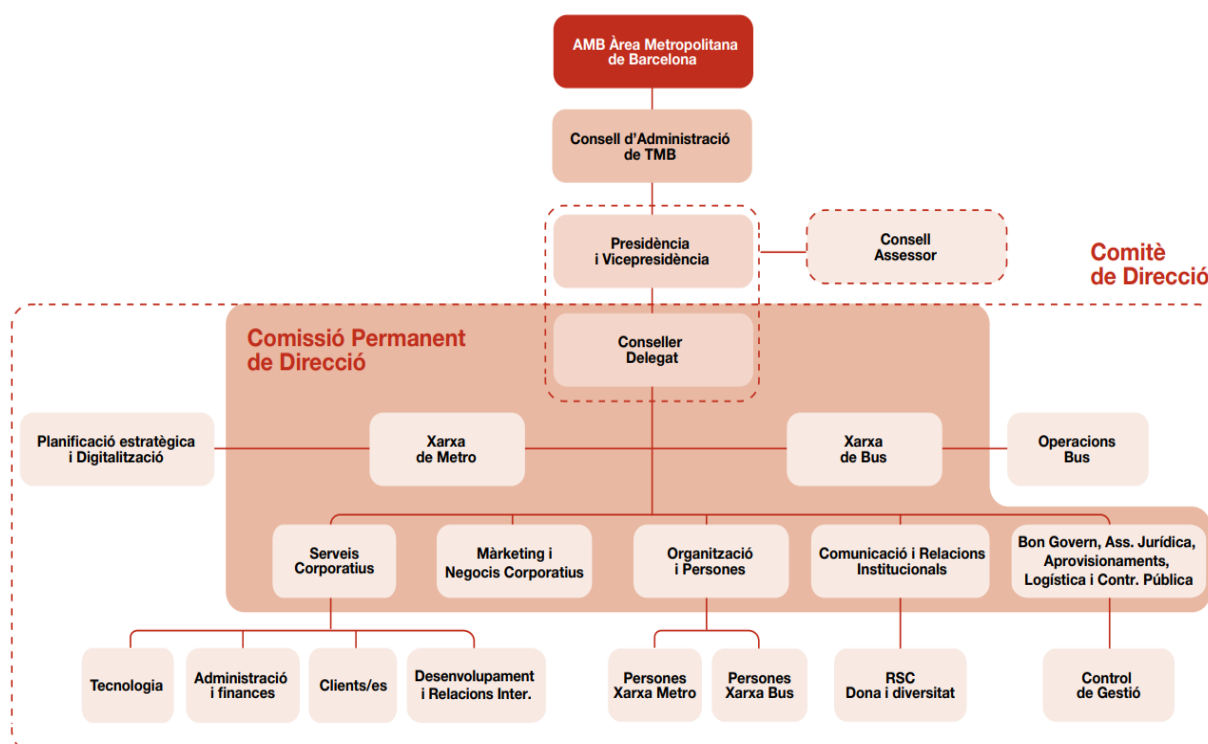 AMB Àrea Metropolitana
de Barcelona
Consell d'Administració
de TMB
Presidència
i Vicepresidència
Consell
Assessor
Comitè
de Direcció
Comissió Permanent
de Direcció
Conseller
Delegat
Planificació estratègica
i Digitalització
Xarxa
de Metro
Xarxa
de Bus
Operacions
Bus
Serveis
Corporatius
Màrketing i
Negocis Corporatius
Organització
i Persones
Comunicació i Relacions
Institucionals
Bon Govern, Ass. Jurídica,
Aprovisionaments,
Logística i Contr. Pública
Tecnologia
Administració
i finances
Clients/es
Desenvolupament
i Relacions Inter.
Persones
Xarxa Metro
Persones
Xarxa Bus
RSC
Dona i diversitat
Control
de Gestió